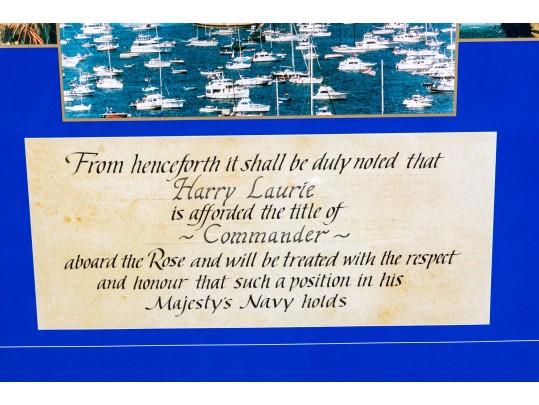 From henceforth it shall be duly noted that
Harry Laurie
is afforded the title of
~ Commander ~
aboard the Rose and will be treated with the respect
and honour that such a position in his
Majesty's Navy holds